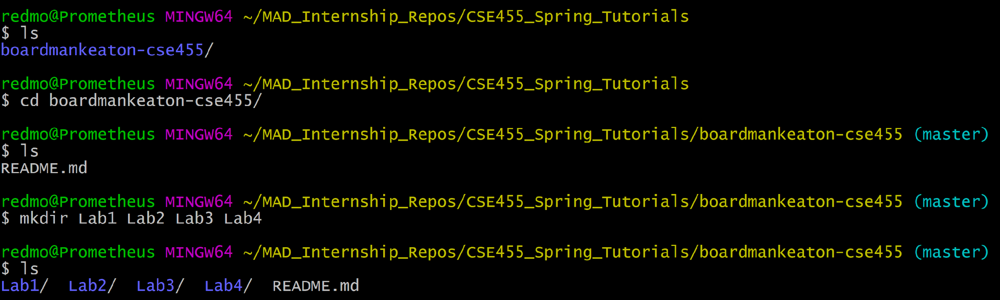 redmo@Prometheus MINGW64 ~/MAD_Internship_Repos/CSE455_Spring_Tutorials
$ ls
boardmankeaton-cse455/
redmo@Prometheus MINGW64 ~/MAD_Internship_Repos/CSE455_Spring_Tutorials
$ cd boardmankeaton-cse455/
redmo@Prometheus MINGW64 ~/MAD_Internship_Repos/CSE455_Spring_Tutorials/boardmankeaton-cse455 (master)
$ ls
README.md
redmo@Prometheus MINGW64 ~/MAD_Internship_Repos/CSE455_Spring_Tutorials/boardmankeaton-cse455 (master)
$ mkdir Lab1 Lab2 Lab3 Lab4
redmo@Prometheus MINGW64 ~/MAD_Internship_Repos/CSE455_Spring_Tutorials/boardmankeaton-cse455 (master)
$ ls
Lab1/  Lab2/  Lab3/  Lab4/  README.md